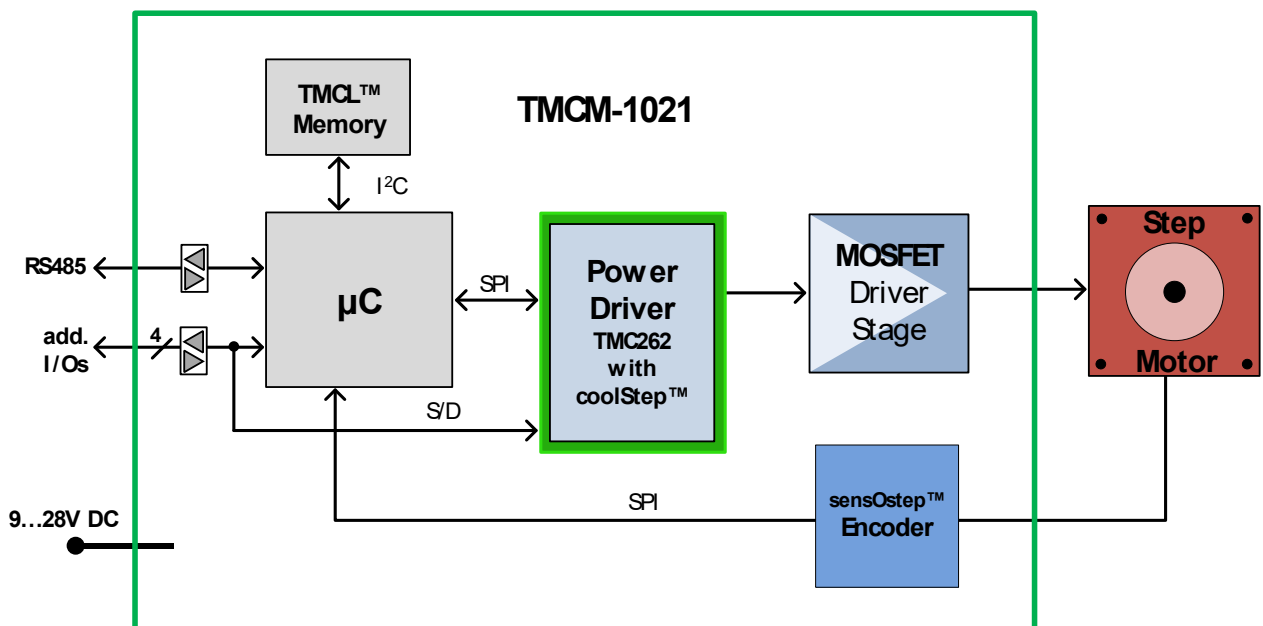 TMCL™
Memory
TMCM-1021
I²C
RS485
µC
SPI
Power
Driver
TMC262
with
coolStep™
MOSFET
Driver
Stage
Step
Motor
add.
I/Os
4
S/D
SPI
sensOstep™
Encoder
9...28V DC